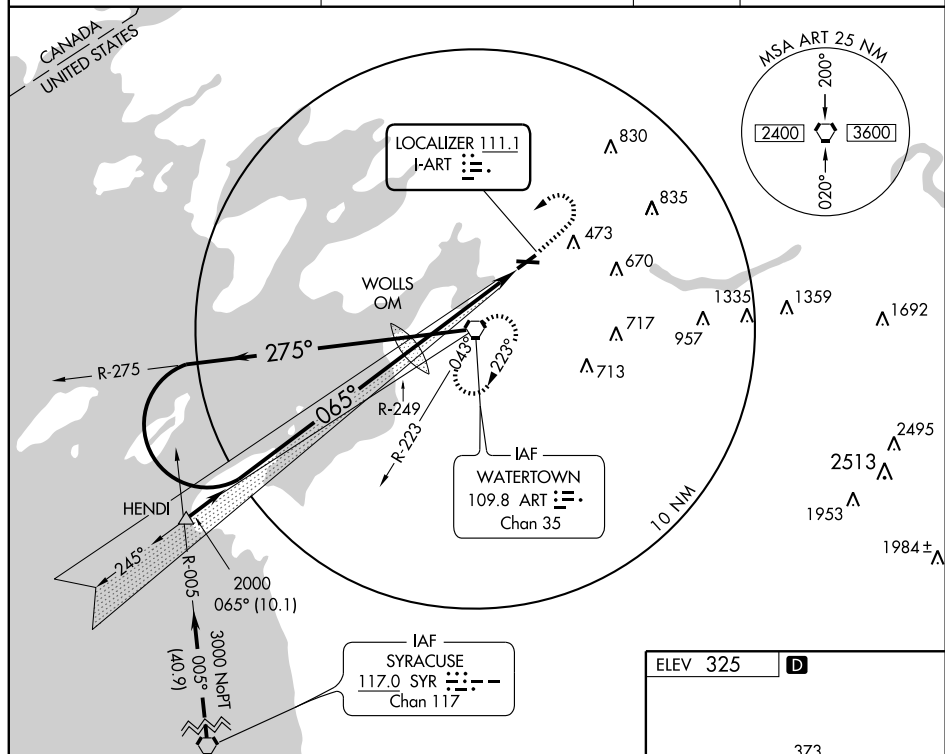 CANADA
UNITED STATES
MSA ART 25 NM
200°
2400
3600
020°
LOCALIZER 111.1
I-ART
830
835
473
670
WOLLS
OM
1335
1359
1692
957
717
713
275°
R-275
065°
043°
223°
R-249
R-223
2495
2513
1953
1984±
IAF
WATERTOWN
109.8 ART
Chan 35
10 NM
HENDI
245°
R-005
2000
065° (10.1)
3000 NoPT
005°
(40.9)
IAF
SYRACUSE
117.0 SYR
Chan 117
ELEV 325
D
373